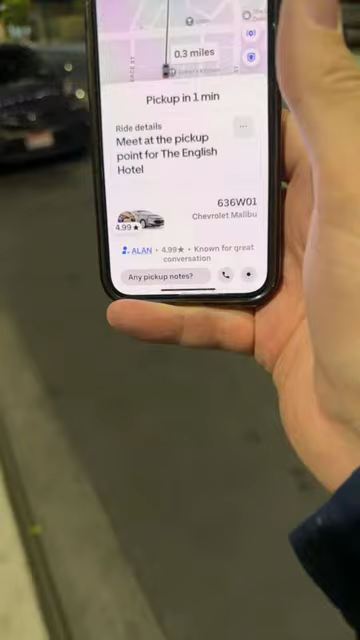 0.3 miles
Pickup in 1 min
Ride details
Meet at the pickup
point for The English
Hotel
636W01
Chevrolet Malibu
4.99★
ALAN • 4.99★ • Known for great
conversation
Any pickup notes?